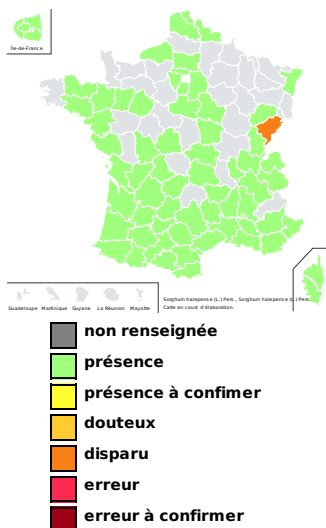 Île-de-France
Guadeloupe Martinique Guyane La Réunion Mayotte
Sorghum halepense (L.) Pers., Sorghum halepense (L.) Pers.
Carte en cours d'élaboration.
non renseignée
présence
présence à confimer
douteux
disparu
erreur
erreur à confirmer